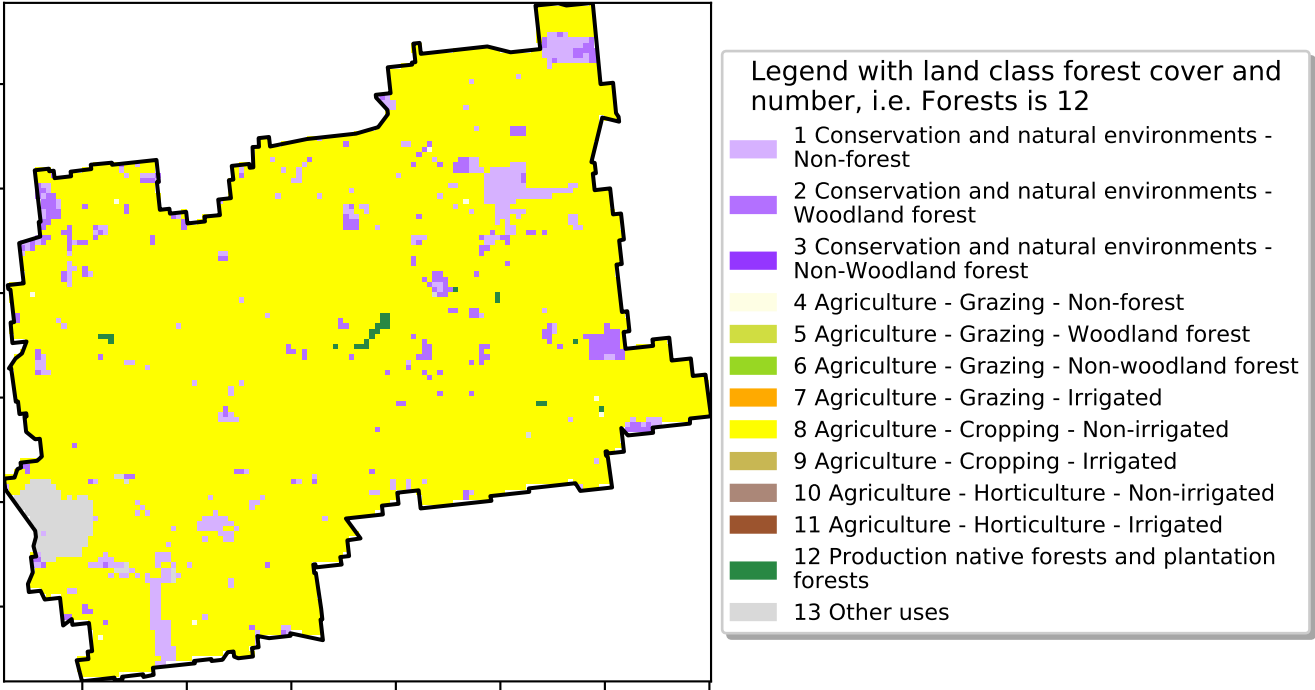 Legend with land class forest cover and
number, i.e. Forests is 12
1 Conservation and natural environments -
Non-forest
2 Conservation and natural environments -
Woodland forest
3 Conservation and natural environments -
Non-Woodland forest
4 Agriculture - Grazing - Non-forest
5 Agriculture - Grazing - Woodland forest
6 Agriculture - Grazing - Non-woodland forest
7 Agriculture - Grazing - Irrigated
8 Agriculture - Cropping - Non-irrigated
9 Agriculture - Cropping - Irrigated
10 Agriculture - Horticulture - Non-irrigated
11 Agriculture - Horticulture - Irrigated
12 Production native forests and plantation
forests
13 Other uses